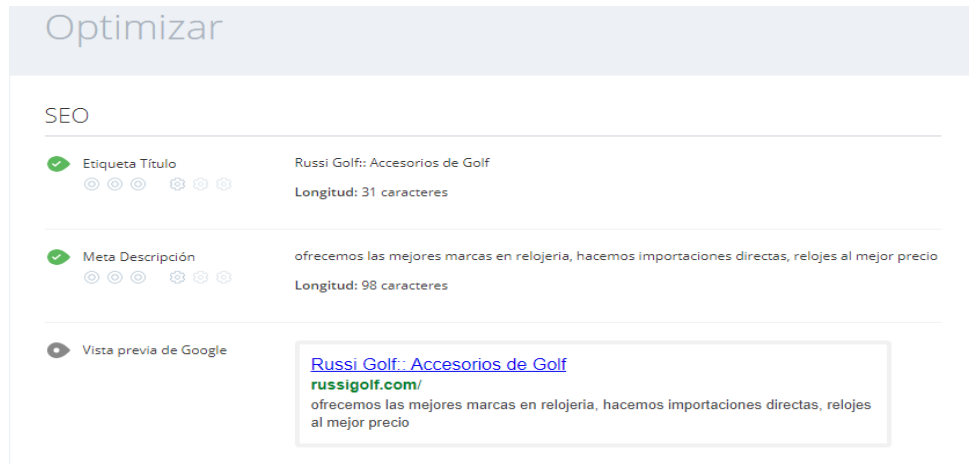 Optimizar
SEO
Etiqueta Título
Russi Golf:: Accesorios de Golf
Longitud: 31 caracteres
Meta Descripción
ofrecemos las mejores marcas en relojeria, hacemos importaciones directas, relojes al mejor precio
Longitud: 98 caracteres
Vista previa de Google
Russi Golf:: Accesorios de Golf
russigolf.com/
ofrecemos las mejores marcas en relojeria, hacemos importaciones directas, relojes
al mejor precio